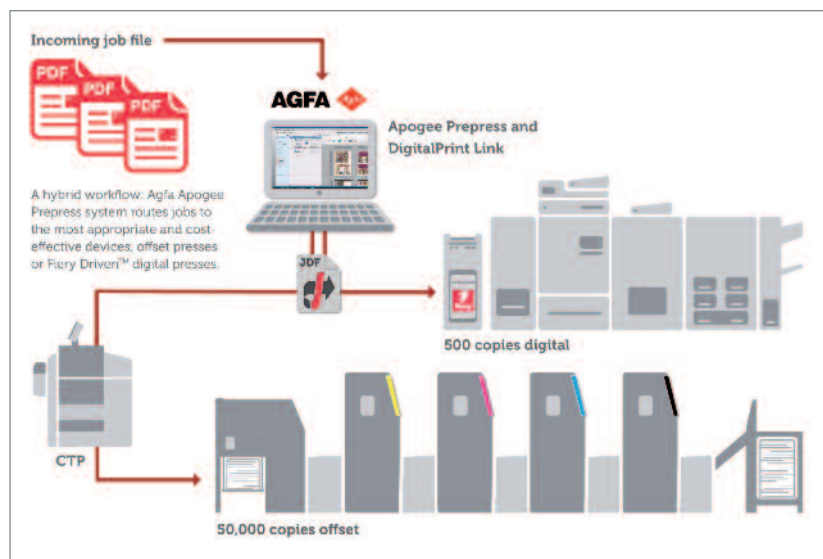 Incoming job file
PDF
PDF
PDF
AGFA
Apogee Prepress and
DigitalPrint Link
A hybrid workflow: Agfa Apogee
Prepress system routes jobs to
the most appropriate and cost-
effective devices, offset presses
or Fiery Driven™ digital presses.
JDF
500 copies digital
CTP
50,000 copies offset